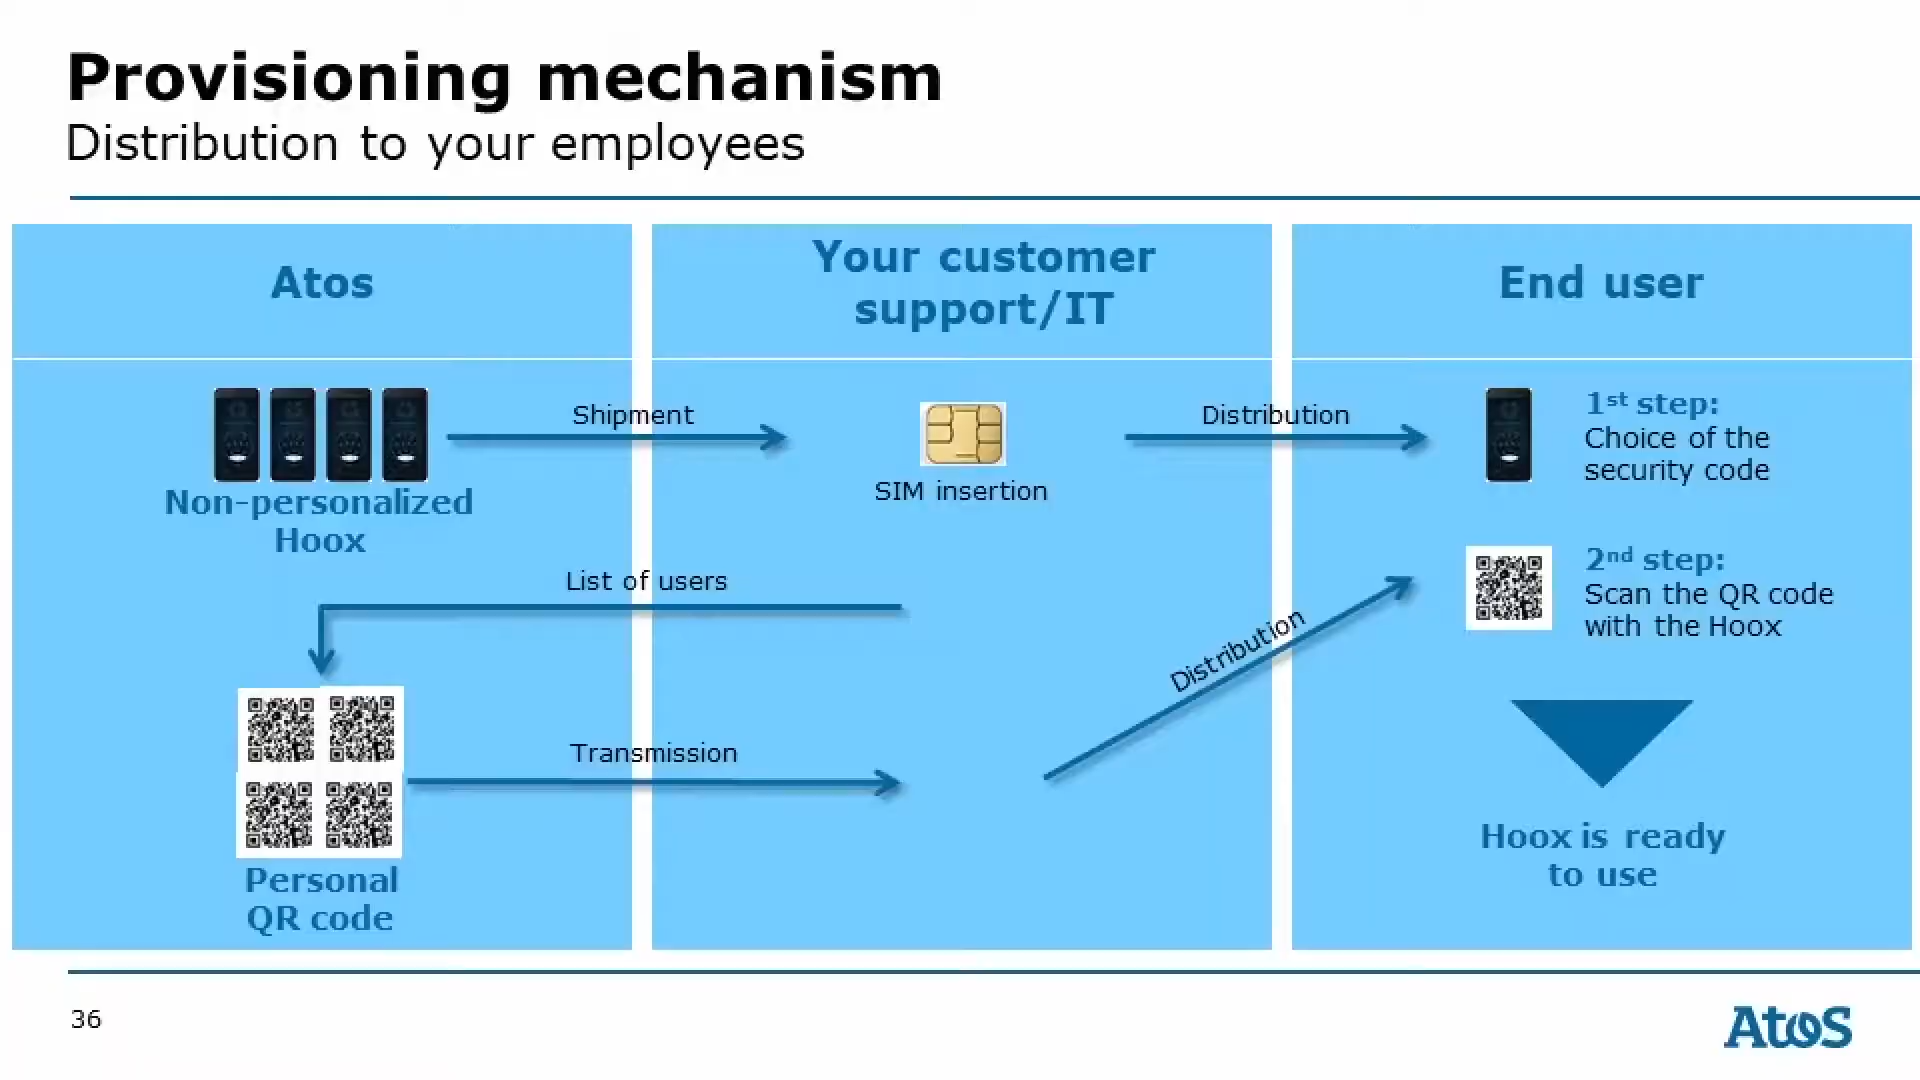 Provisioning mechanism
Distribution to your employees
Atos
Your customer
support/IT
End user
Shipment
Non-personalized
Hoox
SIM insertion
Distribution
1st step:
Choice of the
security code
List of users
2nd step:
Scan the QR code
with the Hoox
Distribution
Transmission
Personal
QR code
Hoox is ready
to use
36
Atos